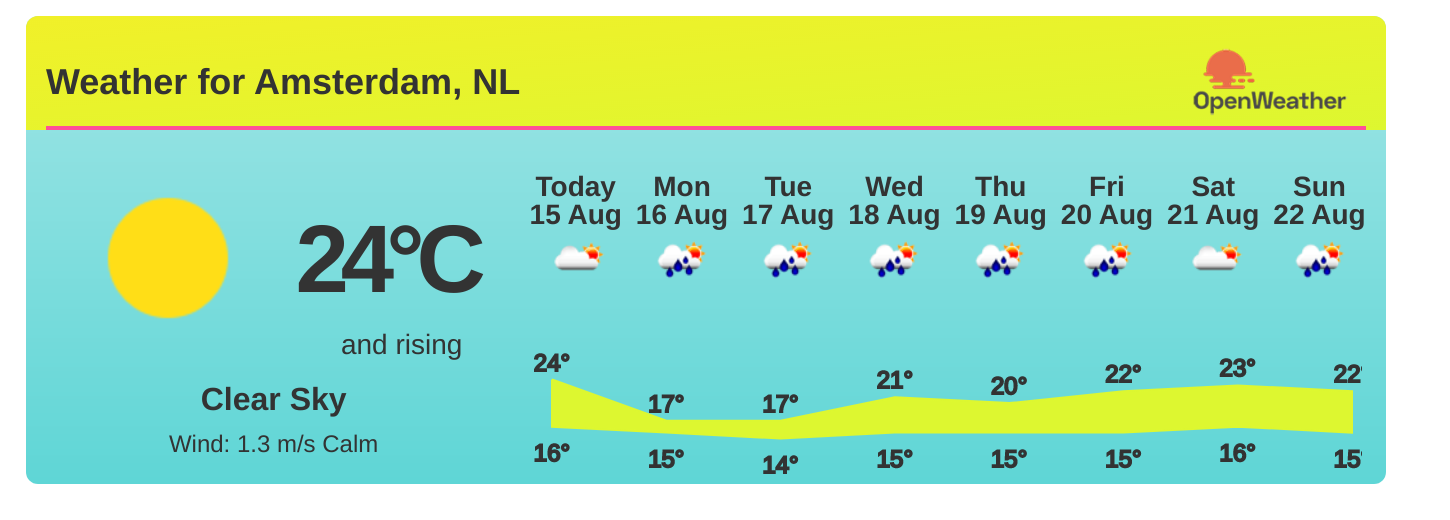 Weather for Amsterdam, NL
OpenWeather
24°C
and rising
Clear Sky
Wind: 1.3 m/s Calm
Today Mon Tue Wed Thu Fri Sat Sun
15 Aug 16 Aug 17 Aug 18 Aug 19 Aug 20 Aug 21 Aug 22 Aug
24° 17° 17° 21° 20° 22° 23° 22°
16° 15° 14° 15° 15° 15° 16° 15